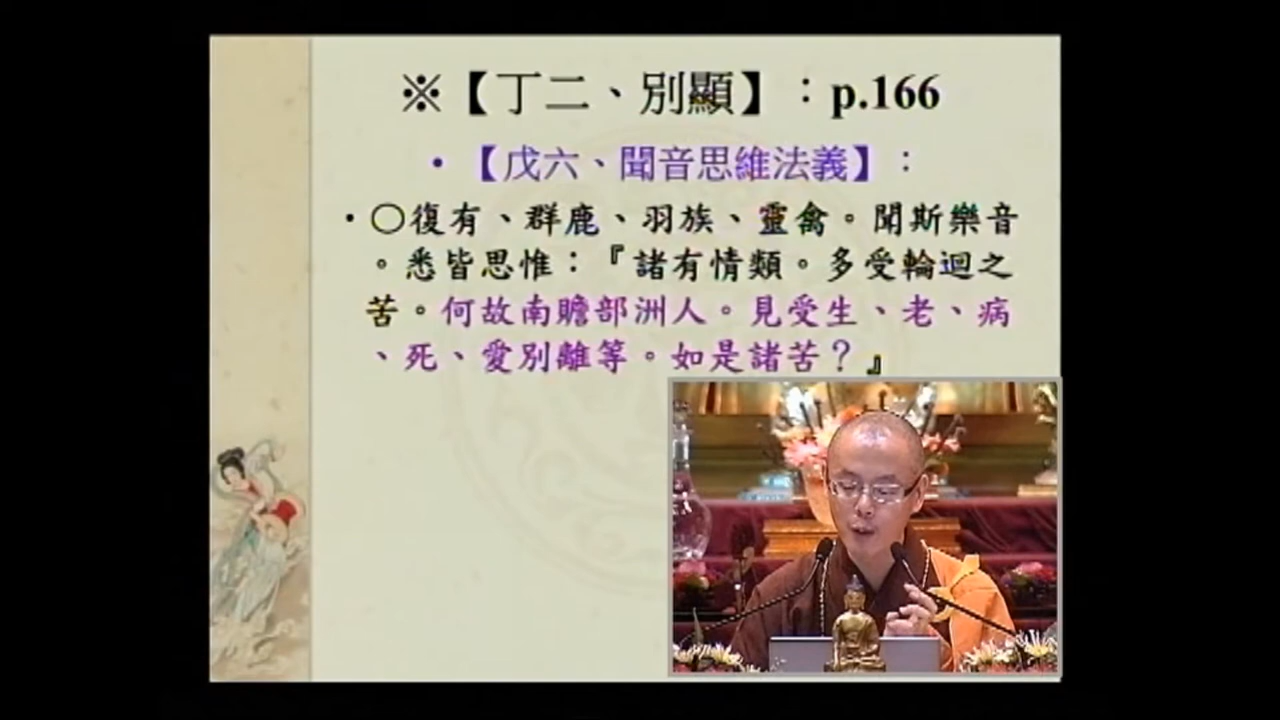 ※【丁二、別顯】：p.166
•【戊六、聞音思維法義】：
•○復有、群鹿、羽族、靈禽。聞斯樂音
。悉皆思惟：『諸有情類。多受輪迴之
苦。何故南贍部洲人。見受生、老、病
、死、愛別離等。如是諸苦？』